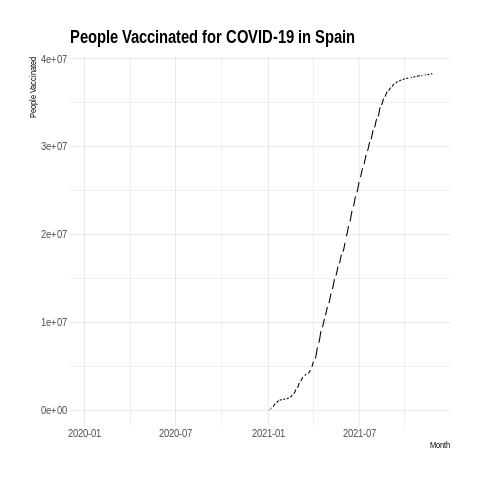 People Vaccinated for COVID-19 in Spain
People Vaccinated
4e+07
3e+07
2e+07
1e+07
0e+00
2020-01 2020-07 2021-01 2021-07
Month